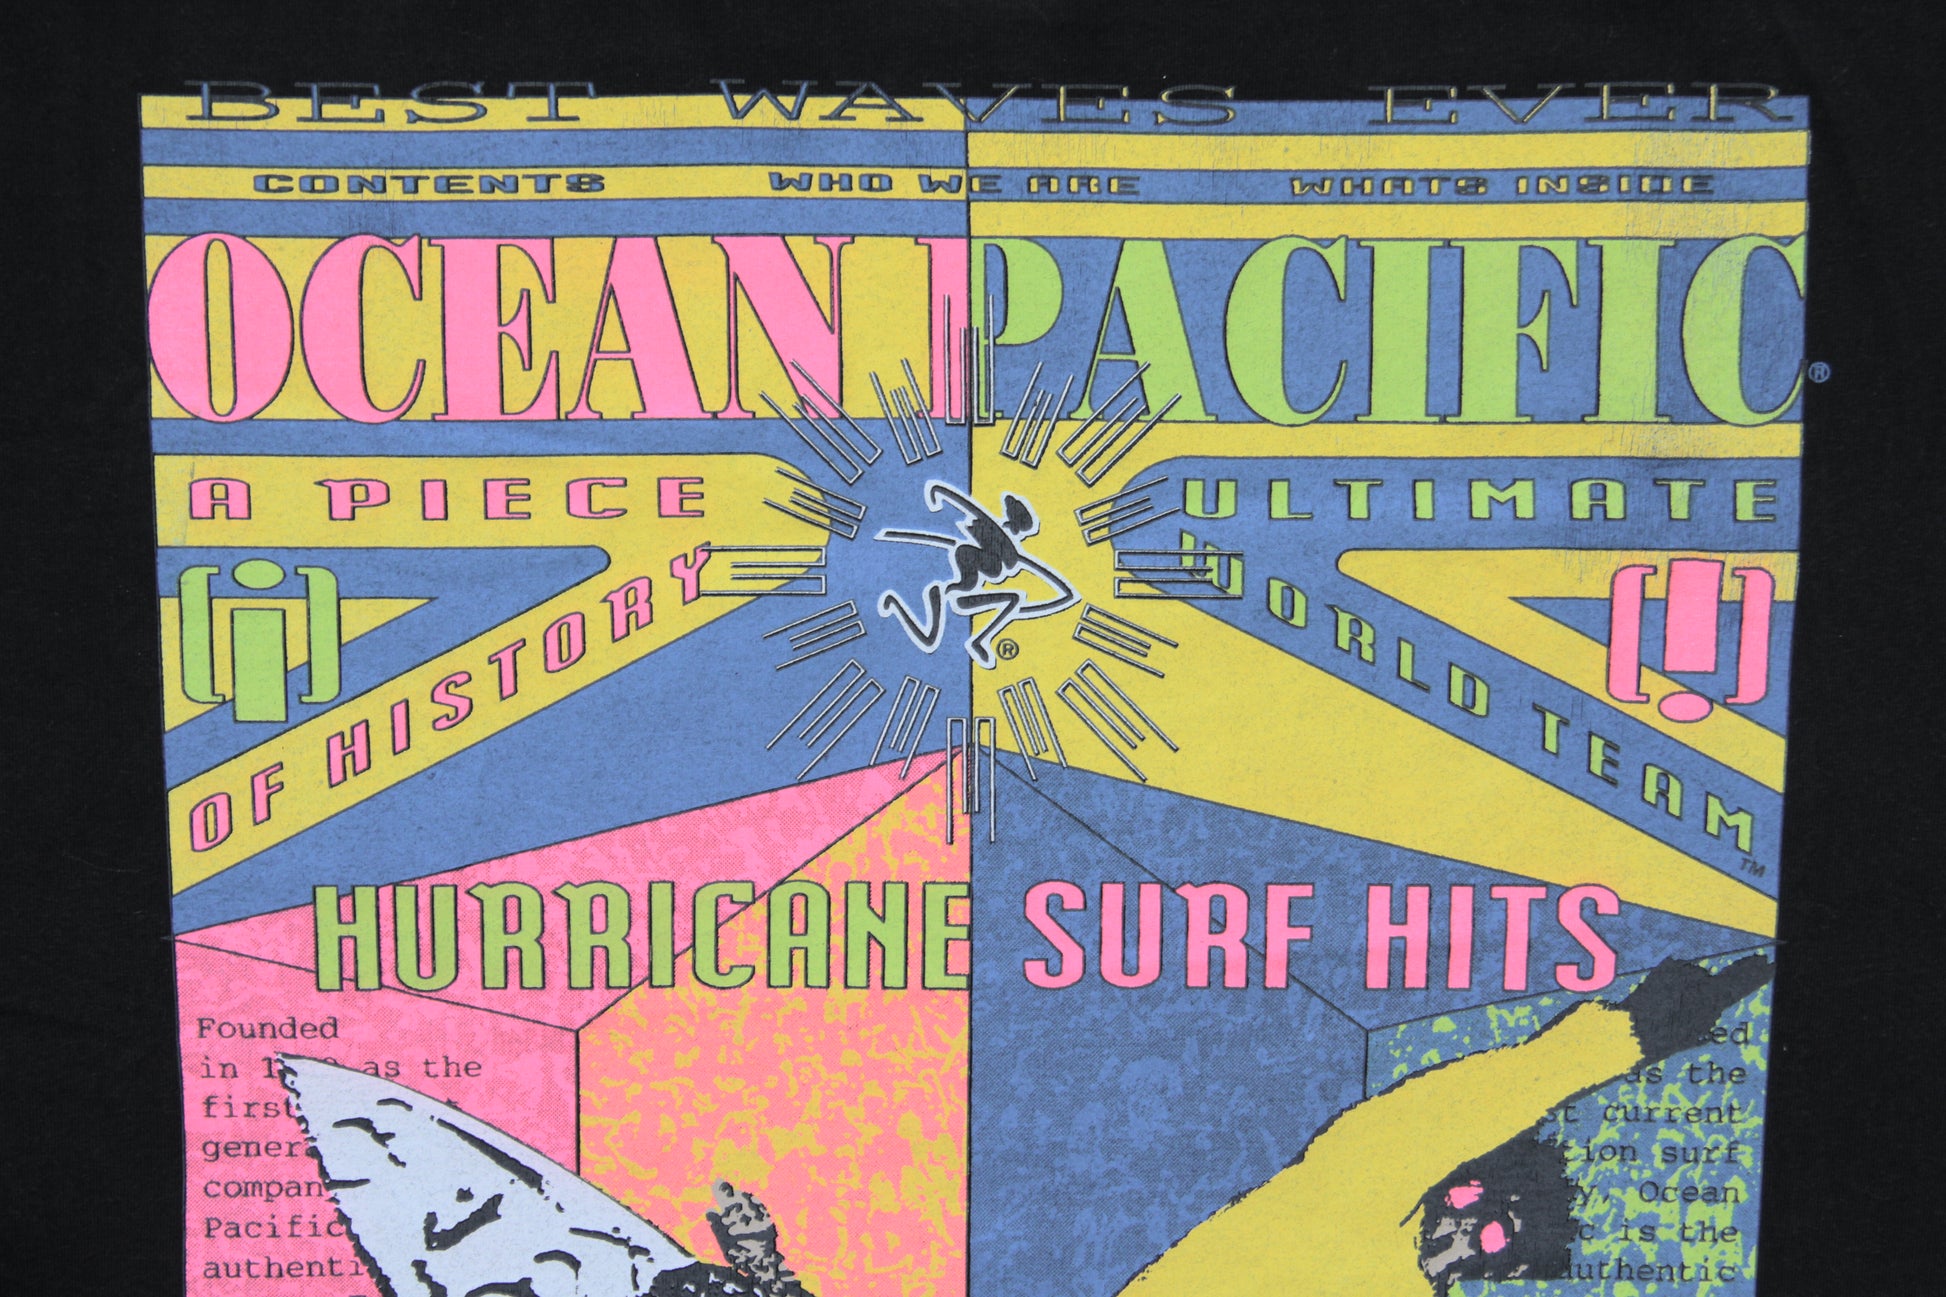 BEST WAVES EVER
CONTENTS WHO WE ARE WHATS INSIDE
OCEAN PACIFIC ®
A PIECE
OF HISTORY
ULTIMATE
WORLD TEAM ™
[i]
[!]
®
HURRICANE SURF HITS
Founded
in as the
first
Pacific
as the
current
surf
Ocean
is the
authentic